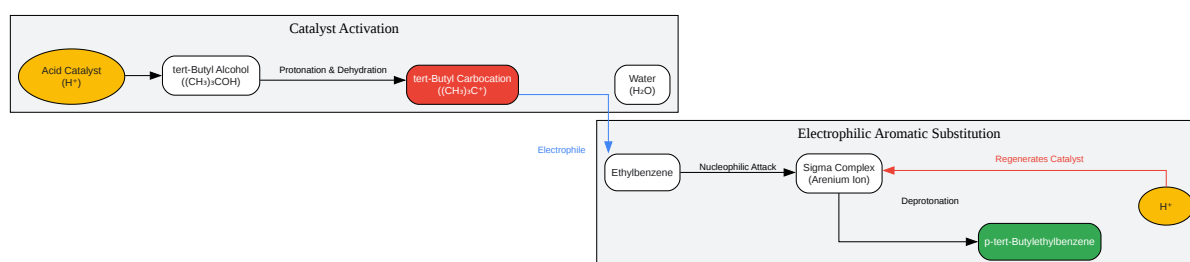 Catalyst Activation
Acid Catalyst
(H⁺)
tert-Butyl Alcohol
((CH₃)₃COH)
Protonation & Dehydration
tert-Butyl Carbocation
((CH₃)₃C⁺)
Water
(H₂O)
Electrophilic Aromatic Substitution
Electrophile
Ethylbenzene
Nucleophilic Attack
Sigma Complex
(Arenium Ion)
Regenerates Catalyst
Deprotonation
H⁺
p-tert-Butylethylbenzene